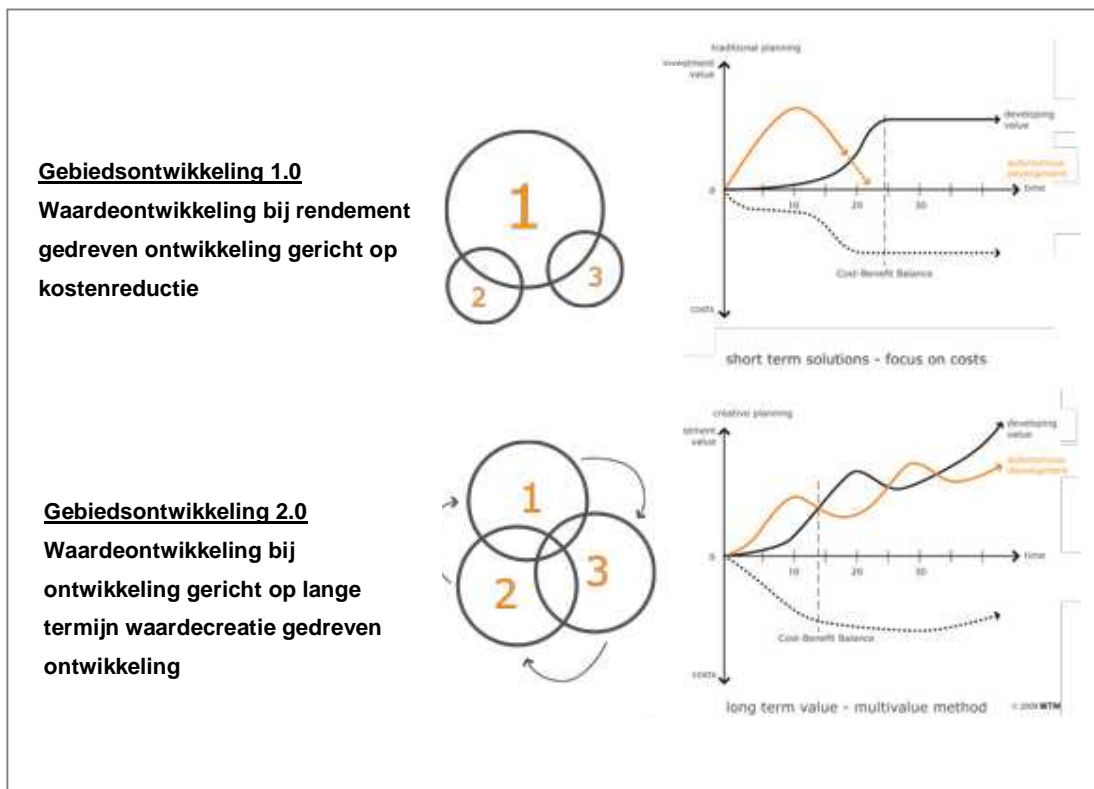 Gebiedsontwikkeling 1.0
Waardeontwikkeling bij rendement
gedreven ontwikkeling gericht op
kostenreductie
1
2
3
traditional planning
investment
value
developing
value
autonomous
development
0
10
20
30
time
Cost-Benefit Balance
costs
short term solutions - focus on costs
Gebiedsontwikkeling 2.0
Waardeontwikkeling bij
ontwikkeling gericht op lange
termijn waardecreatie gedreven
ontwikkeling
1
2
3
creative planning
stment
value
developing
value
autonomous
development
0
10
20
30
time
Cost-Benefit Balance
costs
long term value - multivalue method
© 2009 WTM